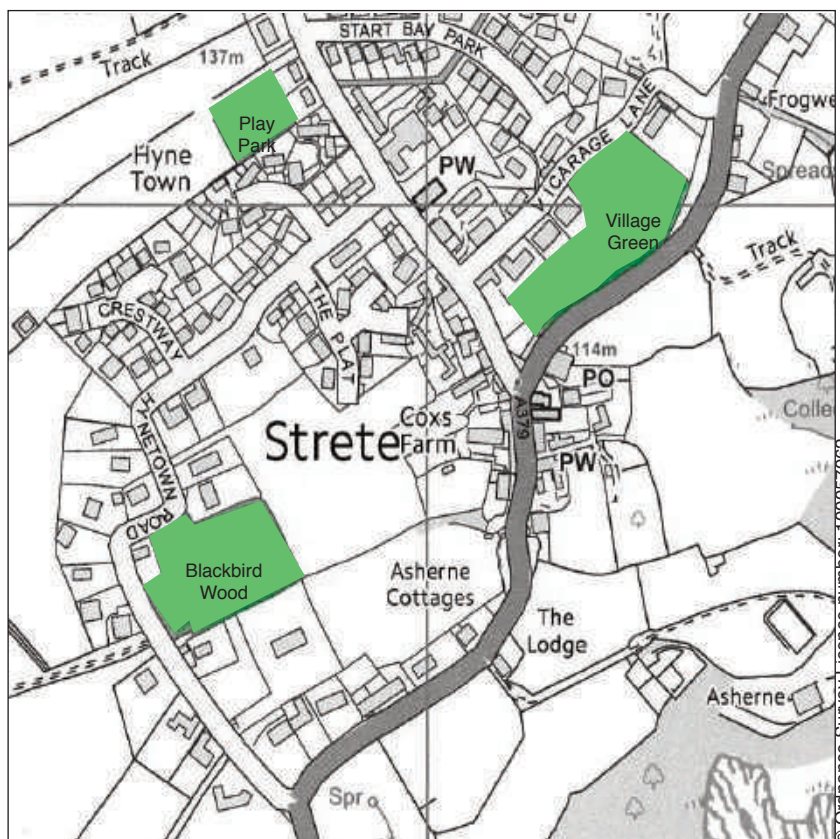 START BAY
PARK
Track
137m
Play
Park
Hyne
Town
PW
VICARAGE LANE
Frogwe
Spread
Village
Green
Track
CRESTWAY
THE PLAT
114m
PO
Colle
Coxs
Farm
Strete
A379
PW
HYNETOWN ROAD
Blackbird
Wood
Asherne
Cottages
The
Lodge
Asherne
Spr